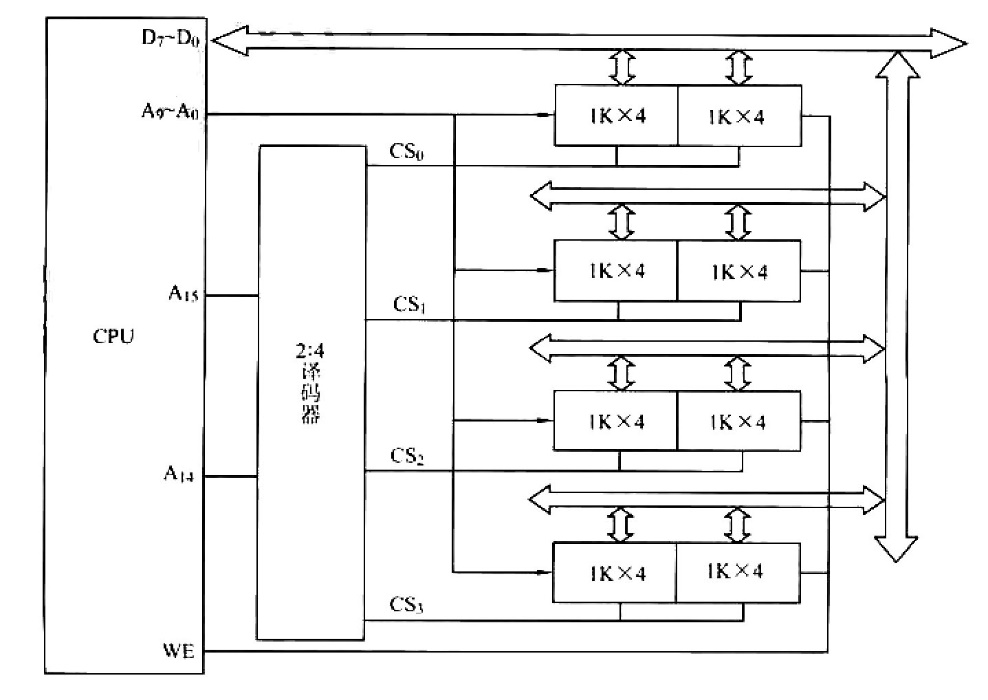 D₇~D₀
A₉~A₀
1K×4 1K×4
CS₀
1K×4 1K×4
A₁₅
CS₁
CPU
2:4
译
码
器
1K×4 1K×4
CS₂
A₁₄
1K×4 1K×4
CS₃
WE